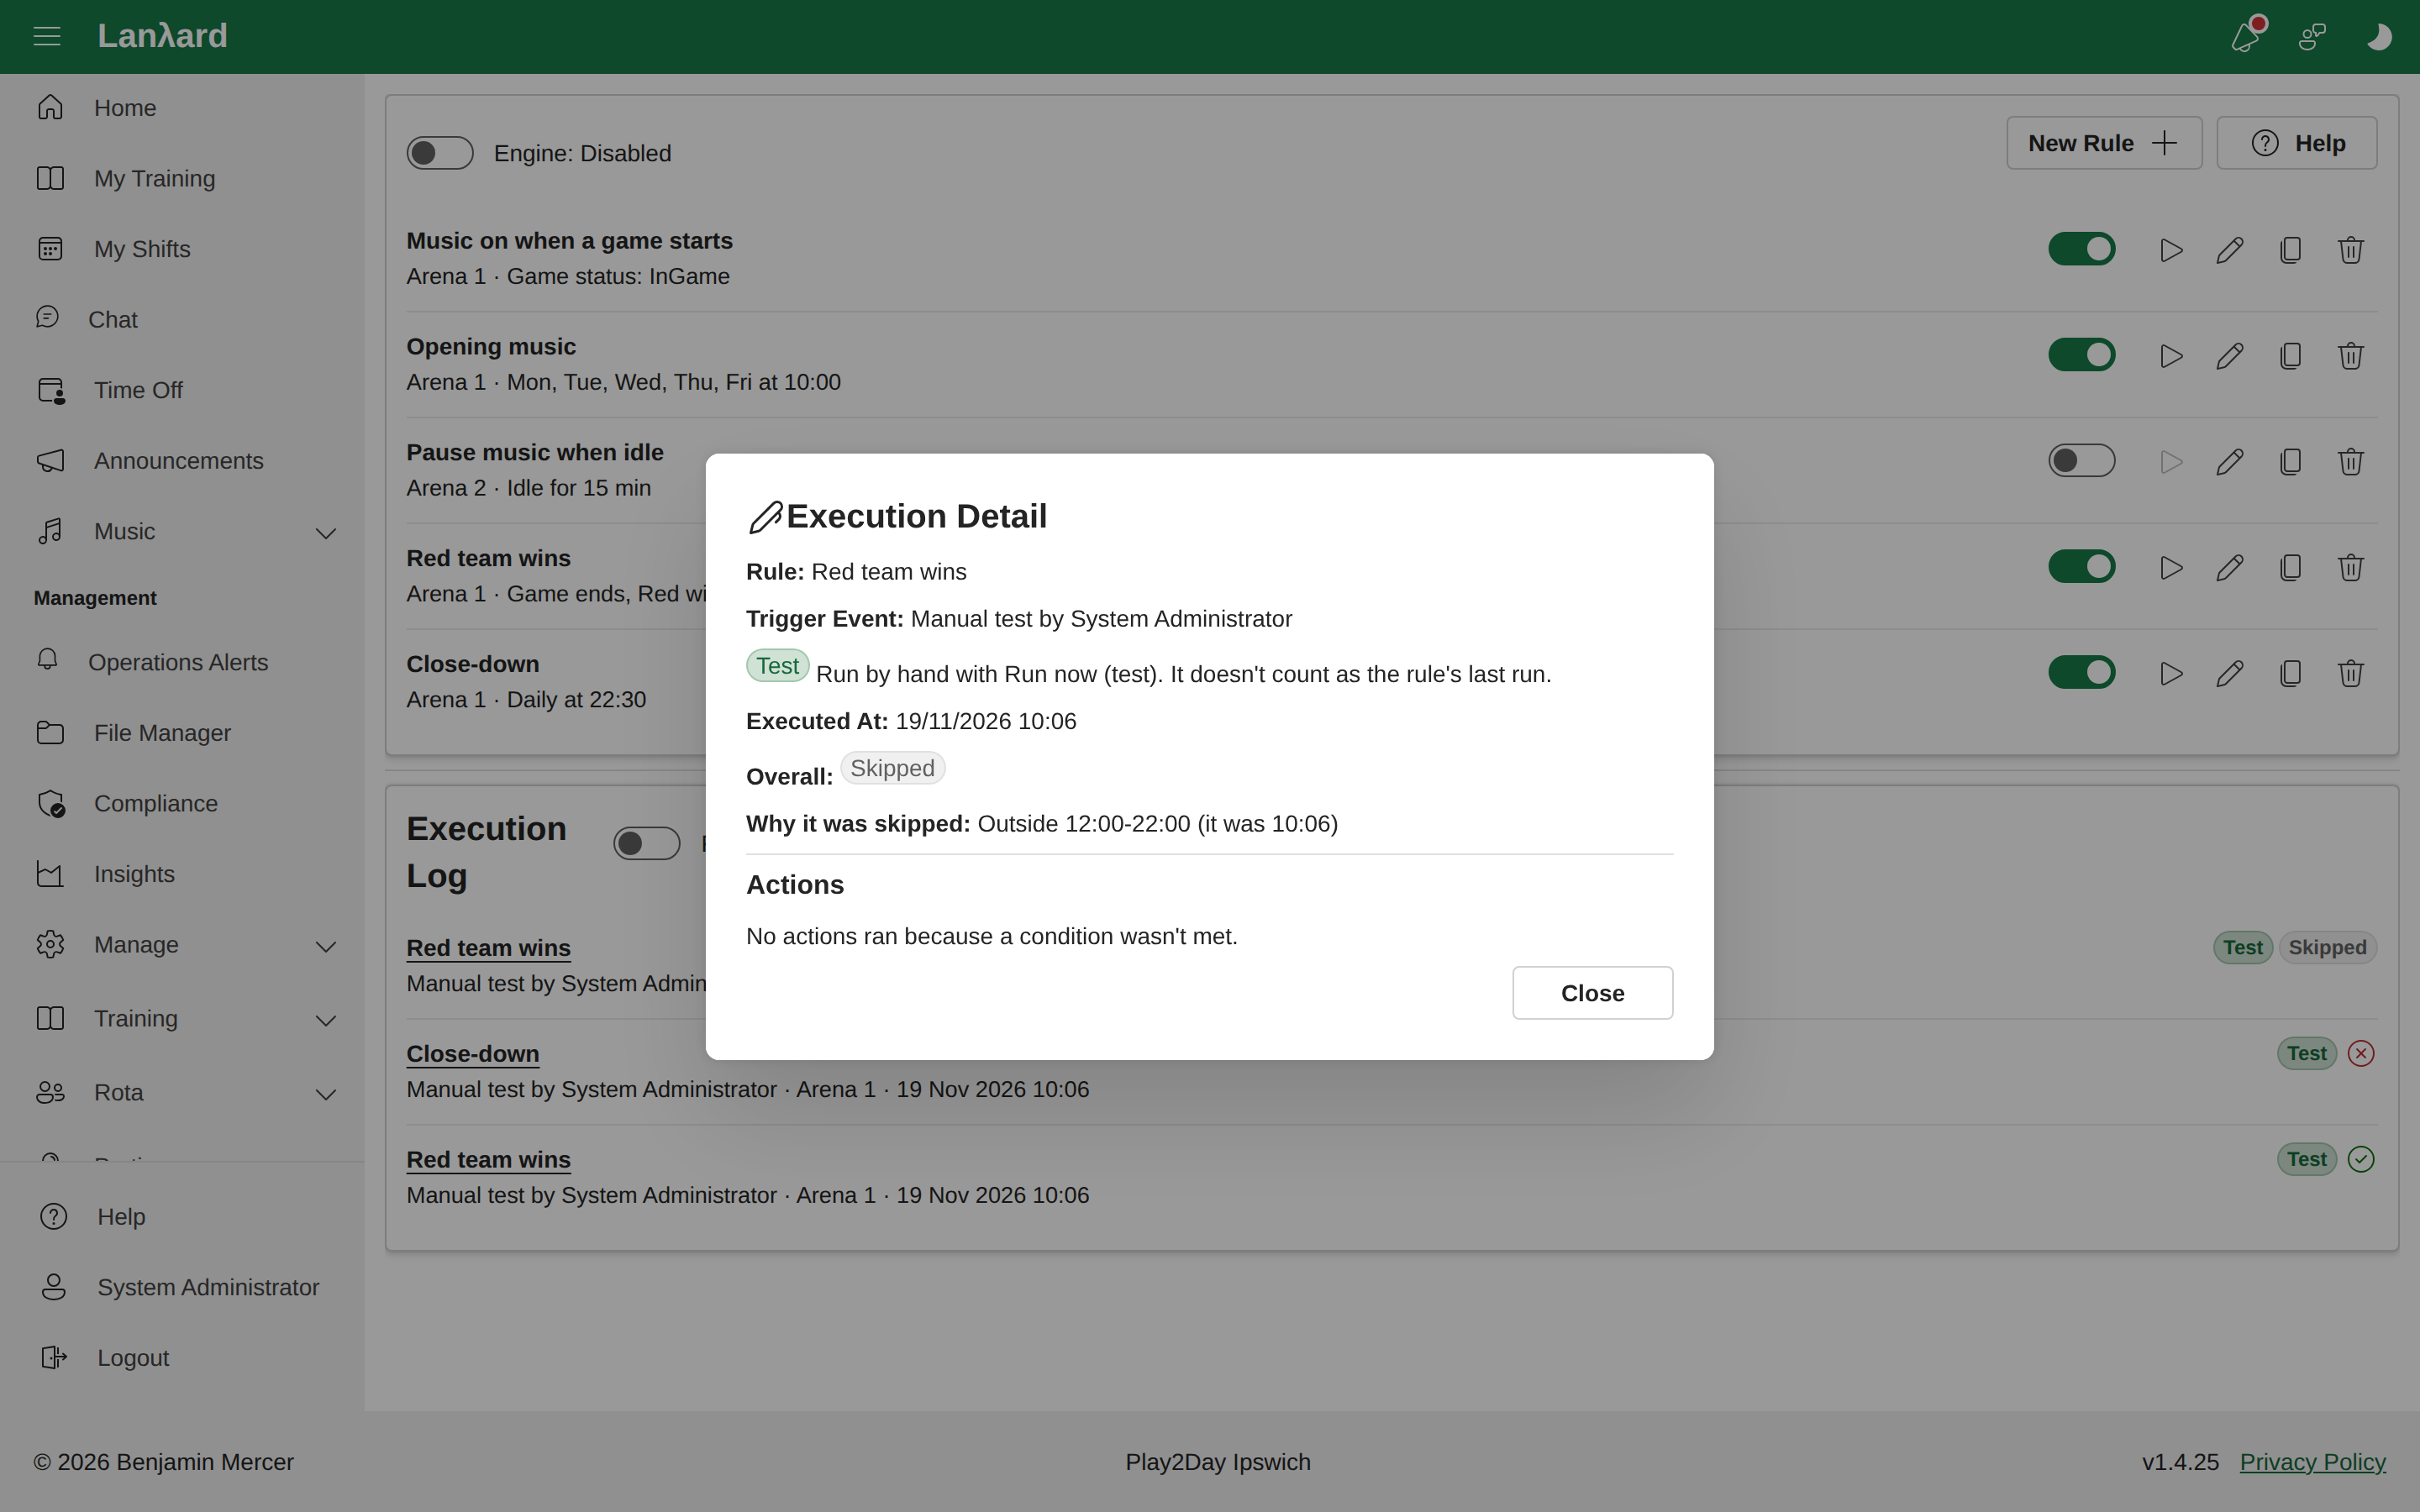 Lanλard
Home
My Training
My Shifts
Chat
Time Off
Announcements
Music
Management
Operations Alerts
File Manager
Compliance
Insights
Manage
Training
Rota
Help
System Administrator
Logout
Engine: Disabled
New Rule
Help
Music on when a game starts
Arena 1 · Game status: InGame
Opening music
Arena 1 · Mon, Tue, Wed, Thu, Fri at 10:00
Pause music when idle
Arena 2 · Idle for 15 min
Red team wins
Arena 1 · Game ends, Red
Close-down
Arena 1 · Daily at 22:30
Execution Detail
Rule: Red team wins
Trigger Event: Manual test by System Administrator
Test Run by hand with Run now (test). It doesn't count as the rule's last run.
Executed At: 19/11/2026 10:06
Overall: Skipped
Why it was skipped: Outside 12:00-22:00 (it was 10:06)
Actions
No actions ran because a condition wasn't met.
Close
Execution
Log
Red team wins
Manual test by System
Test Skipped
Close-down
Manual test by System Administrator · Arena 1 · 19 Nov 2026 10:06
Test
Red team wins
Manual test by System Administrator · Arena 1 · 19 Nov 2026 10:06
Test
© 2026 Benjamin Mercer
Play2Day Ipswich
v1.4.25 Privacy Policy